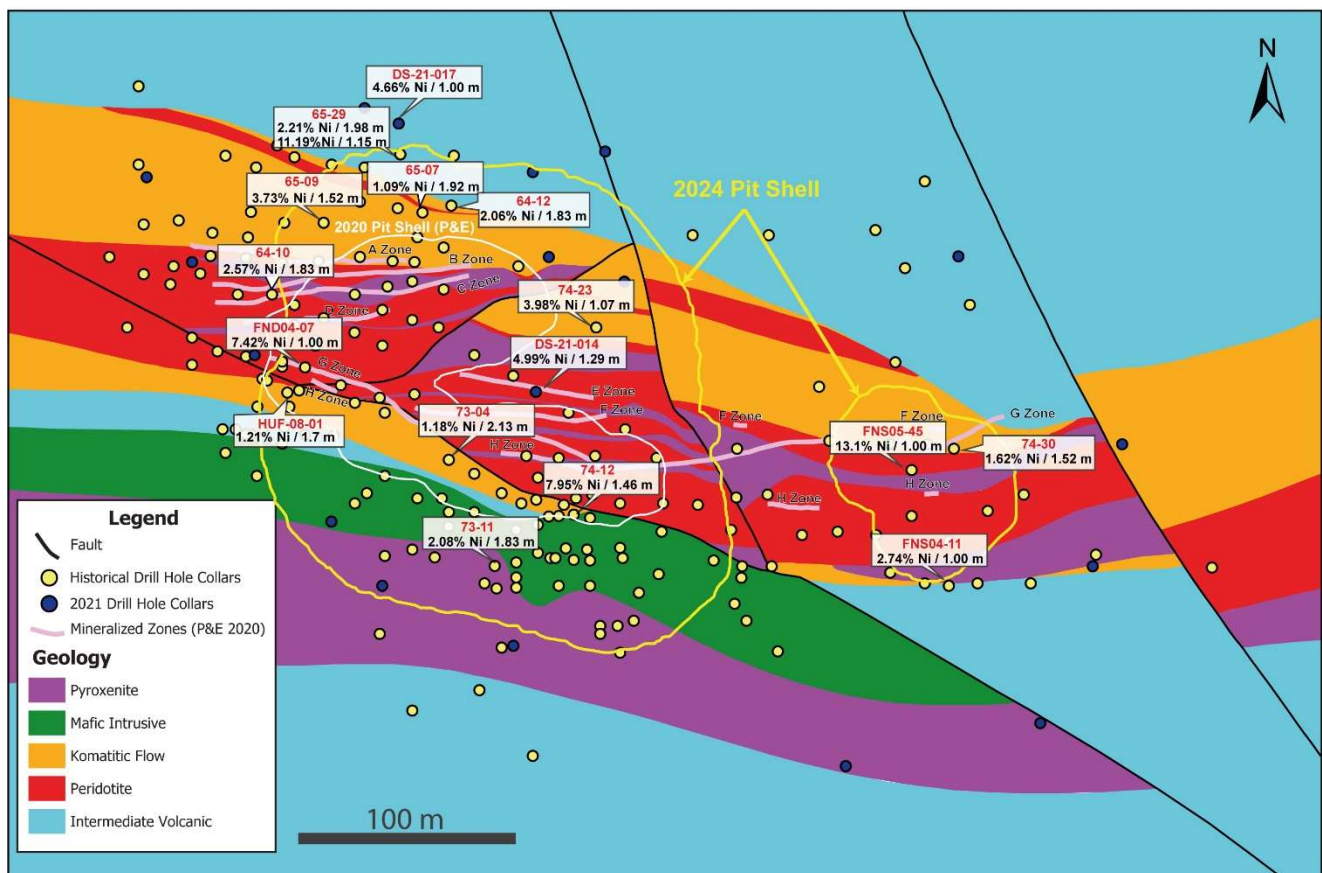 N
DS-21-017
4.66% Ni / 1.00 m
65-29
2.21% Ni / 1.98 m
11.19%Ni / 1.15 m
65-07
1.09% Ni / 1.92 m
65-09
3.73% Ni / 1.52 m
64-12
2.06% Ni / 1.83 m
2024 Pit Shell
2020 Pit Shell (P&E)
A Zone
B Zone
C Zone
64-10
2.57% Ni / 1.83 m
D Zone
74-23
3.98% Ni / 1.07 m
FND04-07
7.42% Ni / 1.00 m
G Zone
DS-21-014
4.99% Ni / 1.29 m
E Zone
H Zone
F Zone
F Zone
F Zone
G Zone
HUF-08-01
1.21% Ni / 1.7 m
73-04
1.18% Ni / 2.13 m
H Zone
FNS05-45
13.1% Ni / 1.00 m
74-30
1.62% Ni / 1.52 m
74-12
7.95% Ni / 1.46 m
H Zone
H Zone
73-11
2.08% Ni / 1.83 m
FNS04-11
2.74% Ni / 1.00 m
Legend
Fault
Historical Drill Hole Collars
2021 Drill Hole Collars
Mineralized Zones (P&E 2020)
Geology
Pyroxenite
Mafic Intrusive
Komatitic Flow
Peridotite
Intermediate Volcanic
100 m